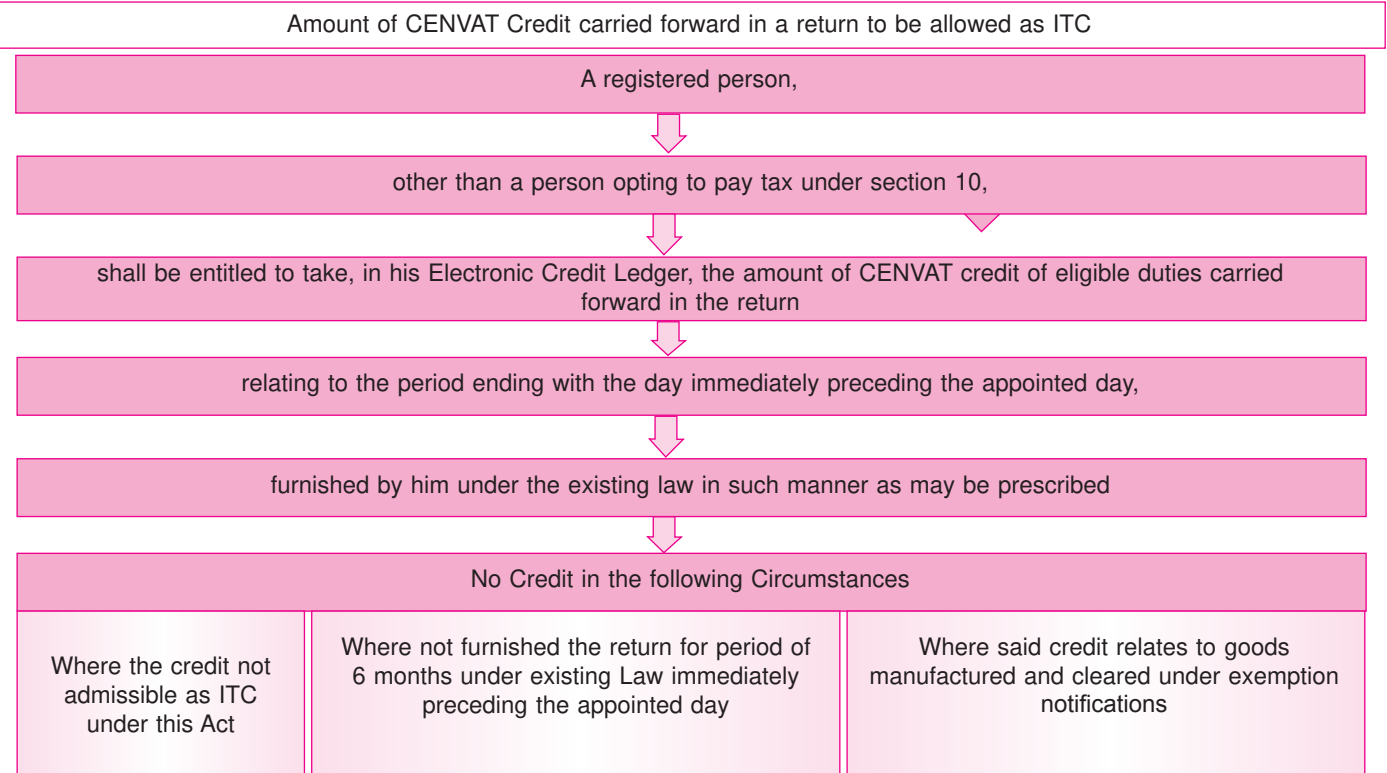 Amount of CENVAT Credit carried forward in a return to be allowed as ITC
A registered person,
other than a person opting to pay tax under section 10,
shall be entitled to take, in his Electronic Credit Ledger, the amount of CENVAT credit of eligible duties carried
forward in the return
relating to the period ending with the day immediately preceding the appointed day,
furnished by him under the existing law in such manner as may be prescribed
No Credit in the following Circumstances
Where the credit not
admissible as ITC
under this Act
Where not furnished the return for period of
6 months under existing Law immediately
preceding the appointed day
Where said credit relates to goods
manufactured and cleared under exemption
notifications